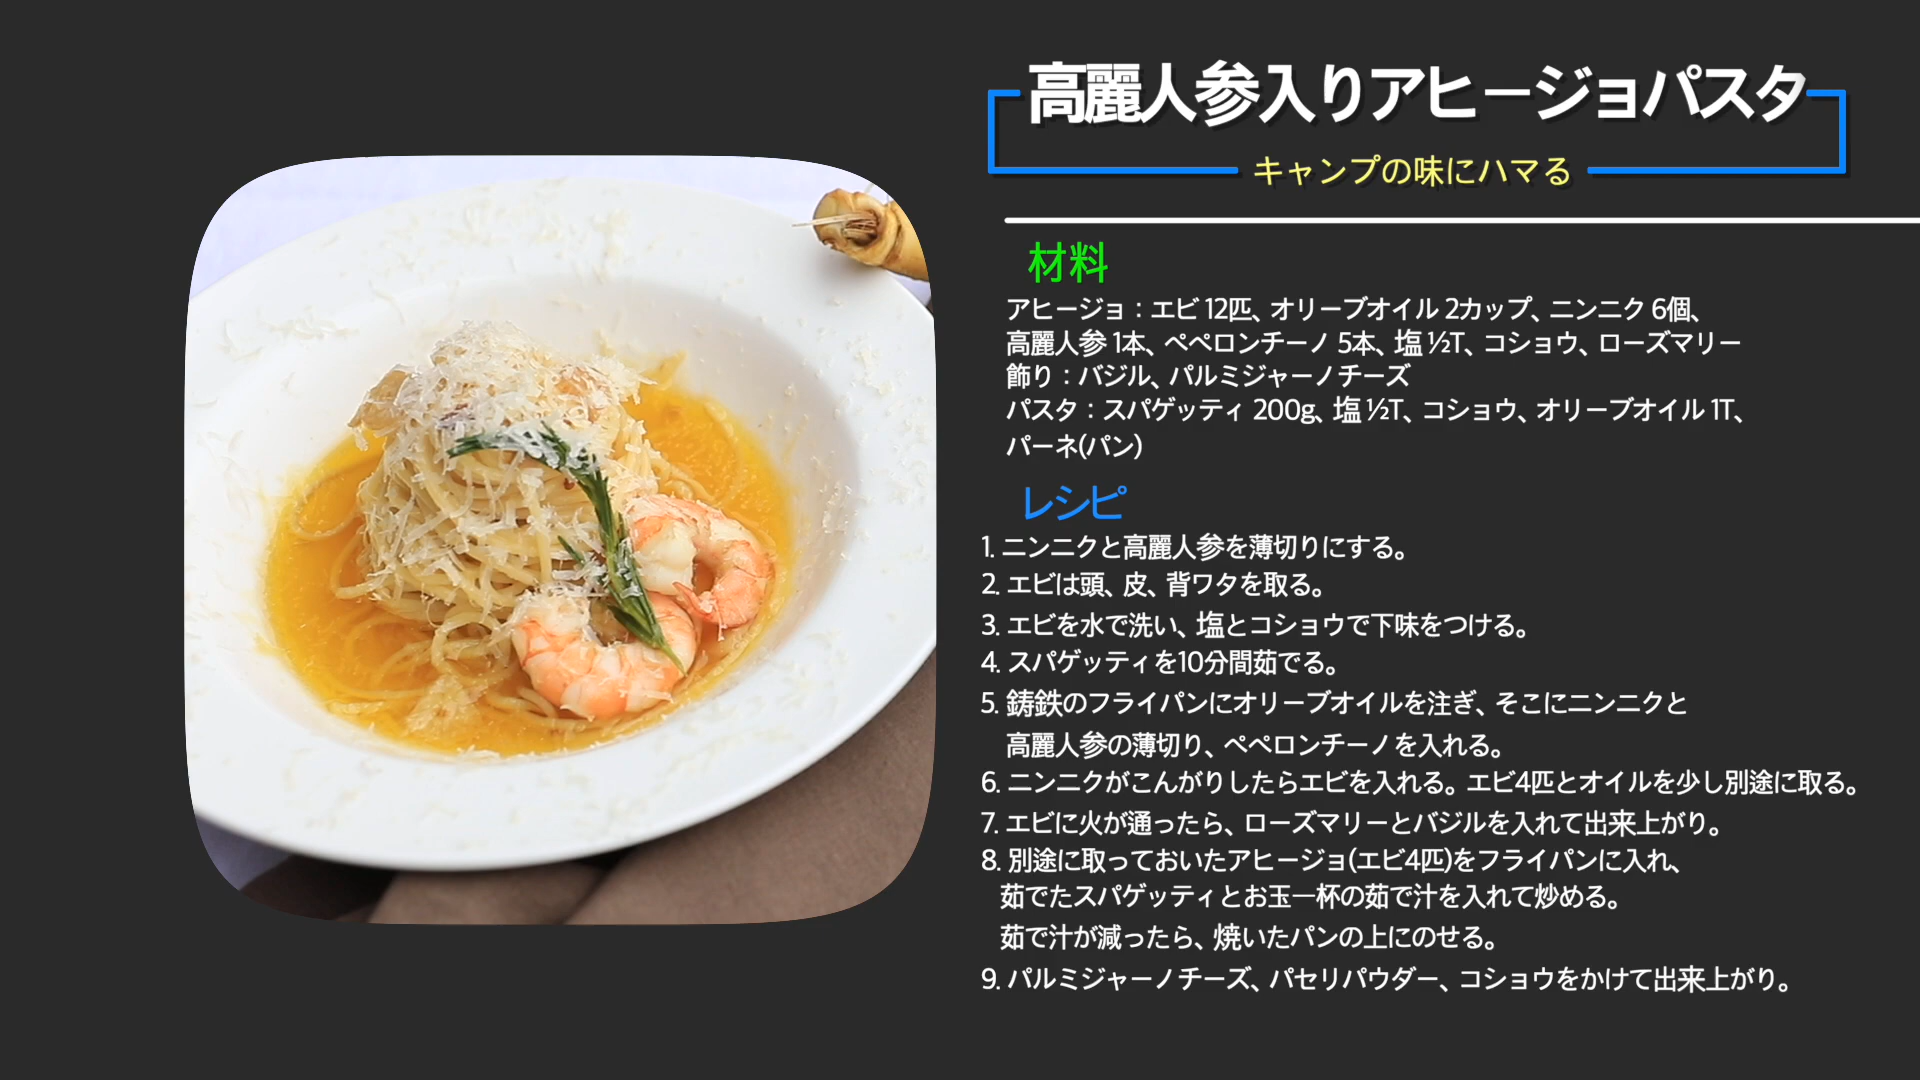 高麗人参入りアヒージョパスタ
キャンプの味にハマる
材料
アヒージョ：エビ 12匹、オリーブオイル 2カップ、ニンニク 6個、
高麗人参 1本、ペペロンチーノ 5本、塩 ½T、コショウ、ローズマリー
飾り：バジル、パルミジャーノチーズ
パスタ：スパゲッティ 200g、塩 ½T、コショウ、オリーブオイル 1T、
パーネ(パン)
レシピ
1. ニンニクと高麗人参を薄切りにする。
2. エビは頭、皮、背ワタを取る。
3. エビを水で洗い、塩とコショウで下味をつける。
4. スパゲッティを10分間茹でる。
5. 鋳鉄のフライパンにオリーブオイルを注ぎ、そこにニンニクと
高麗人参の薄切り、ペペロンチーノを入れる。
6. ニンニクがこんがりしたらエビを入れる。エビ4匹とオイルを少し別途に取る。
7. エビに火が通ったら、ローズマリーとバジルを入れて出来上がり。
8. 別途に取っておいたアヒージョ(エビ4匹)をフライパンに入れ、
茹でたスパゲッティとお玉一杯の茹で汁を入れて炒める。
茹で汁が減ったら、焼いたパンの上にのせる。
9. パルミジャーノチーズ、パセリパウダー、コショウをかけて出来上がり。